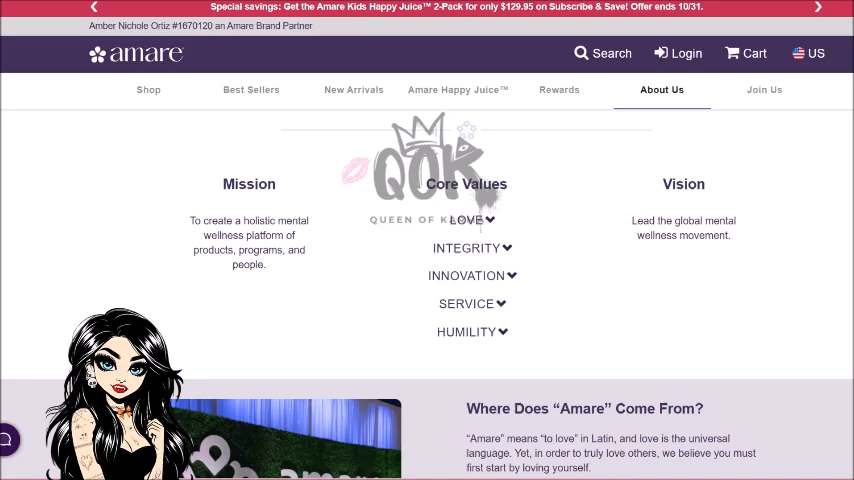 Special savings: Get the Amare Kids Happy Juice™ 2-Pack for only $129.95 on Subscribe & Save! Offer ends 10/31.
Amber Nichole Ortiz #1670120 an Amare Brand Partner
amare Search Login Cart US
Shop Best Sellers New Arrivals Amare Happy Juice™ Rewards About Us Join Us
QOK
Mission Core Values Vision
QUEEN OF
LOVE
To create a holistic mental
wellness platform of
products, programs, and
people.
INTEGRITY
INNOVATION
SERVICE
HUMILITY
Lead the global mental
wellness movement.
Where Does “Amare” Come From?
“Amare” means “to love” in Latin, and love is the universal
language. Yet, in order to truly love others, we believe you must
first start by loving yourself.